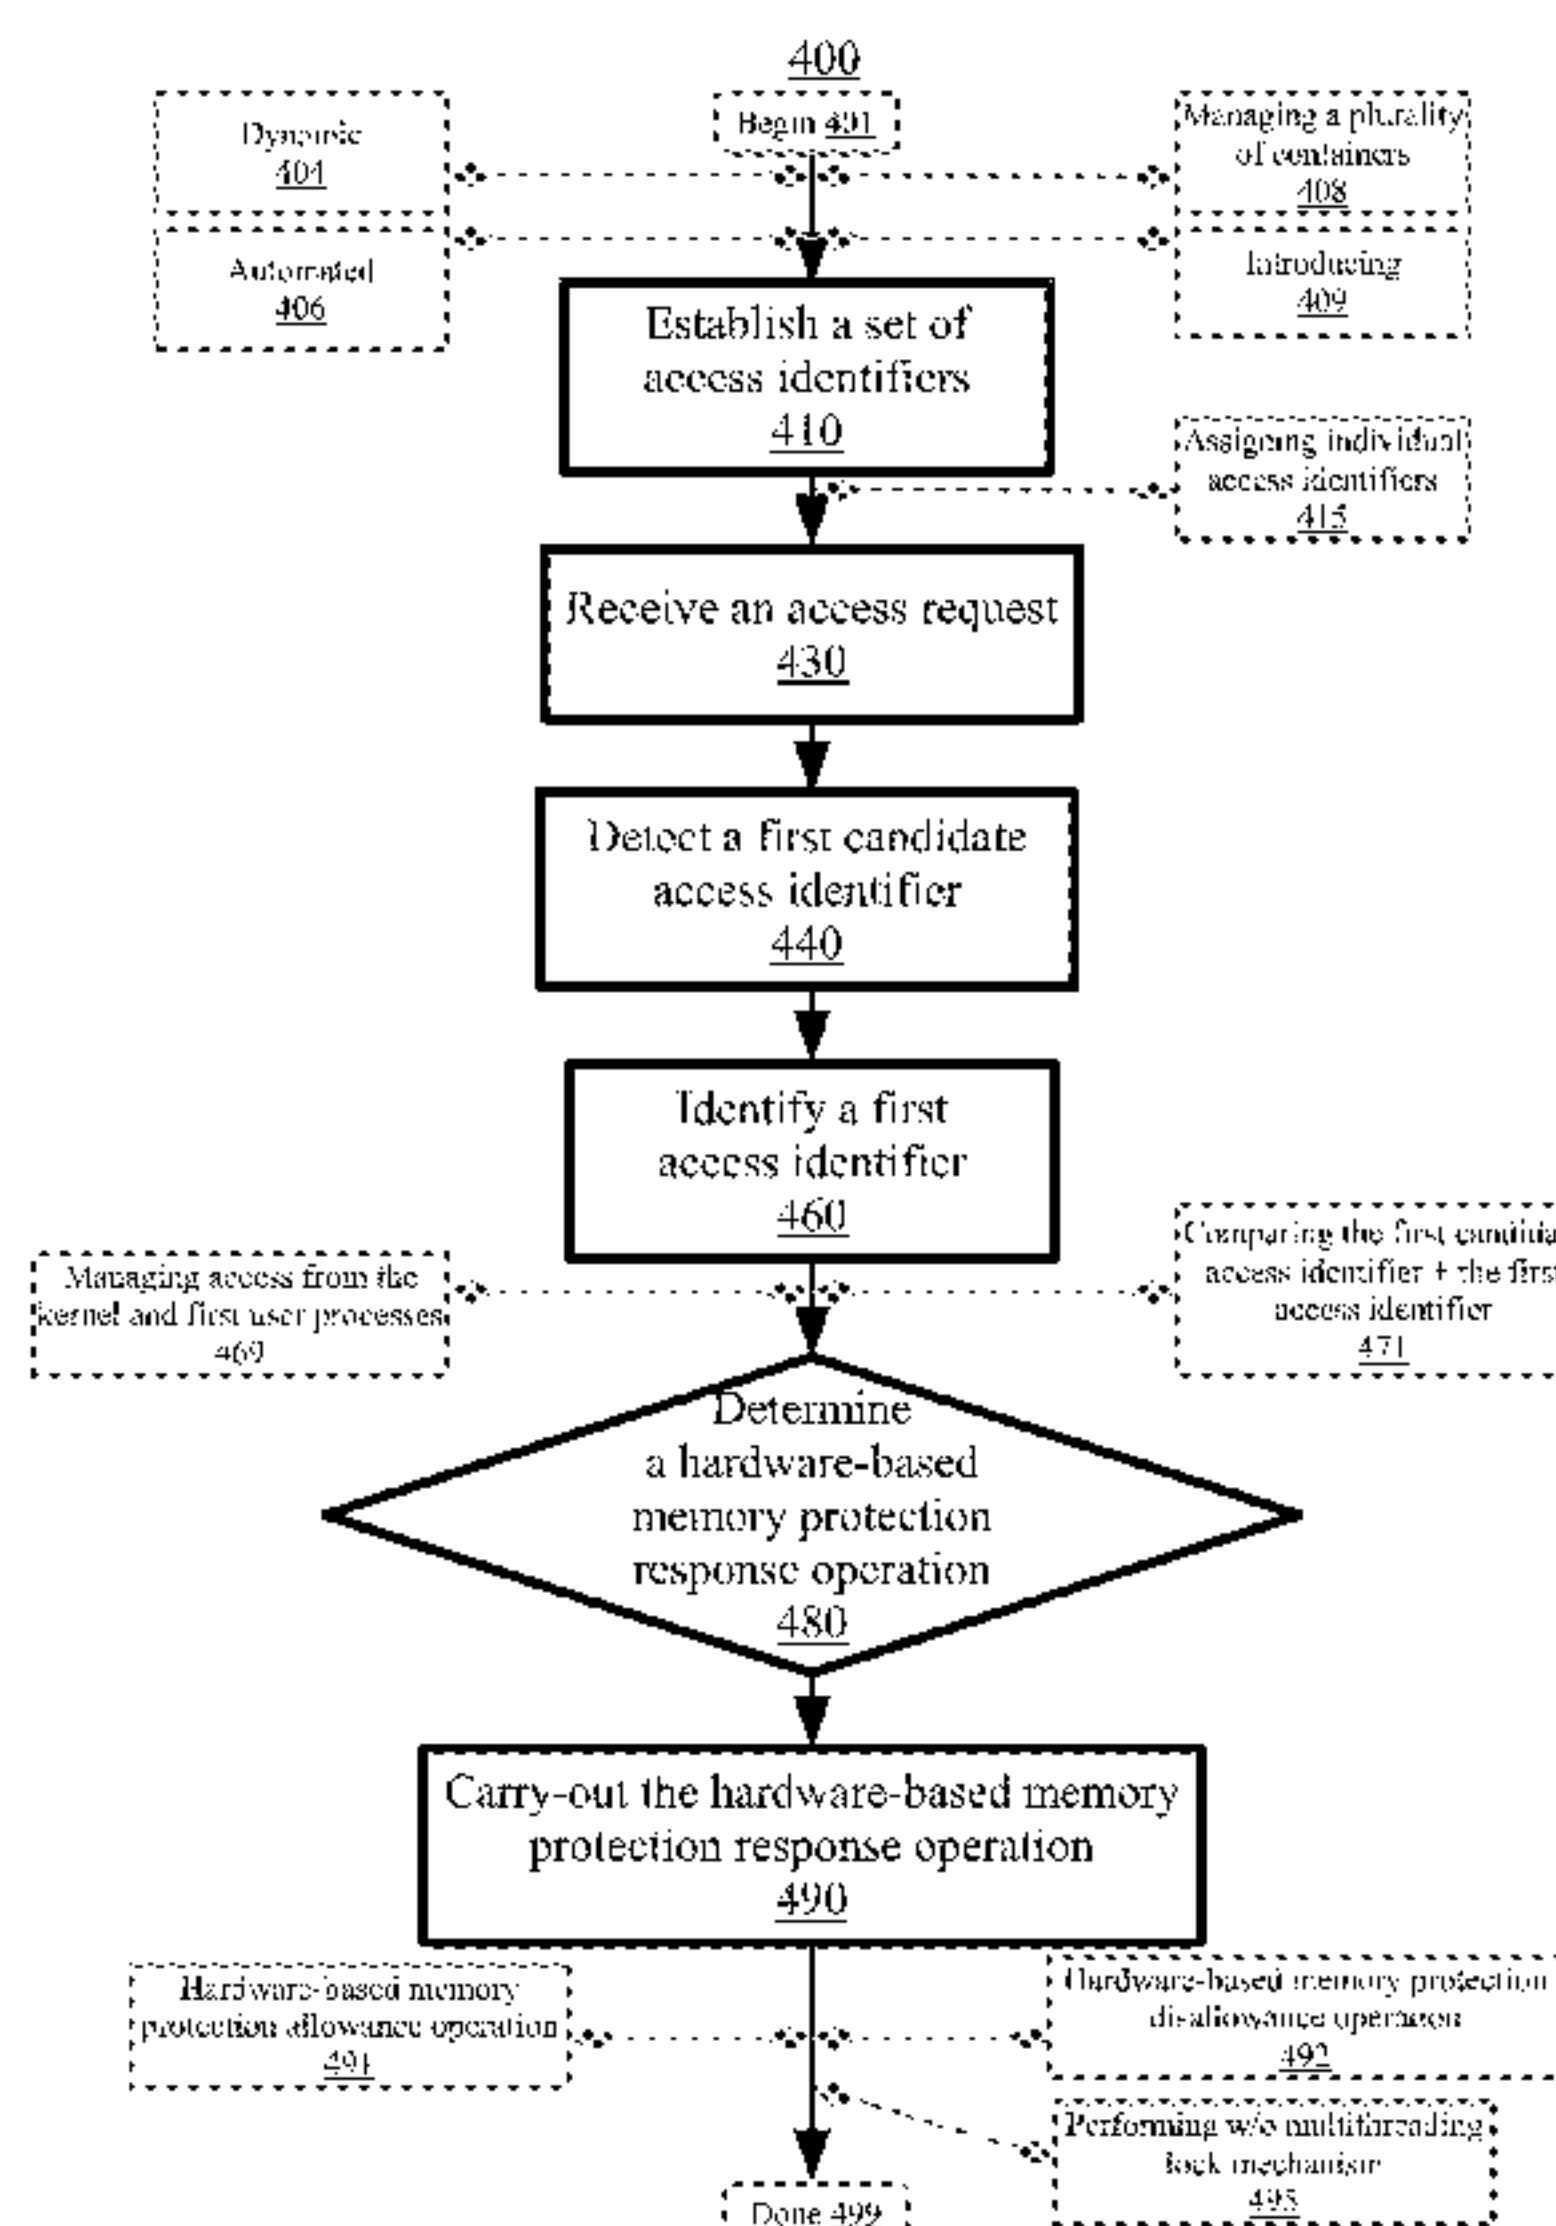 400
Begin 401
Dynamic
404
Automated
406
Managing a plurality
of containers
408
Introducing
409
Establish a set of
access identifiers
410
Assigning individual
access identifiers
415
Receive an access request
430
Detect a first candidate
access identifier
440
Identify a first
access identifier
460
Managing access from the
kernel and first user processes
469
Comparing the first
access identifier + the first
access identifier
471
Determine
a hardware-based
memory protection
response operation
480
Carry-out the hardware-based memory
protection response operation
490
Hardware-based memory
protection allowance operation
491
Hardware-based memory protection
disallowance operation
492
Performing w/o multithreading
lock mechanism
495
Done 499